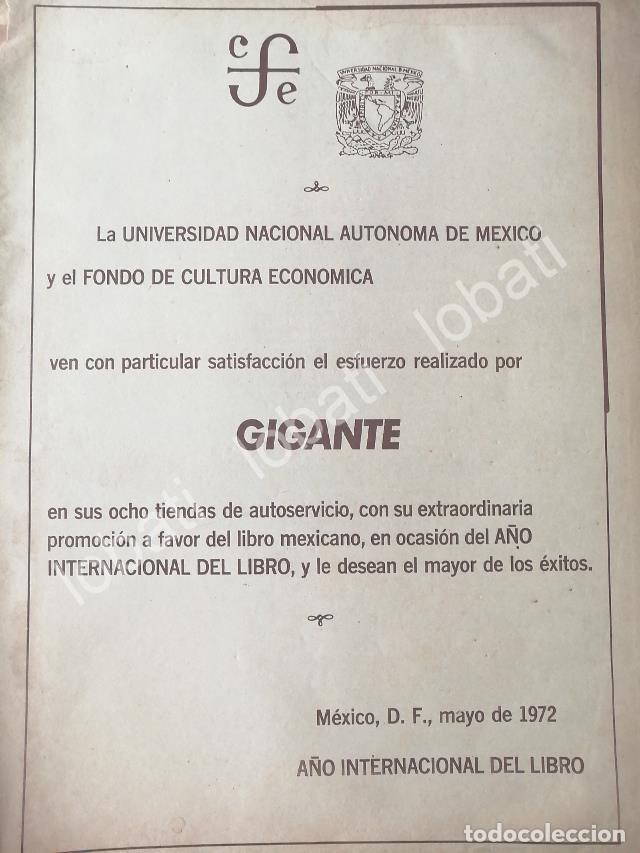 c
f
e
UNIVERSIDAD NACIONAL D MEXICO
La UNIVERSIDAD NACIONAL AUTONOMA DE MEXICO
y el FONDO DE CULTURA ECONOMICA
ven con particular satisfacción el esfuerzo realizado por
GIGANTE
en sus ocho tiendas de autoservicio, con su extraordinaria
promoción a favor del libro mexicano, en ocasión del AÑO
INTERNACIONAL DEL LIBRO, y le desean el mayor de los éxitos.
México, D. F., mayo de 1972
AÑO INTERNACIONAL DEL LIBRO
lobati lobati lobati
todocoleccion